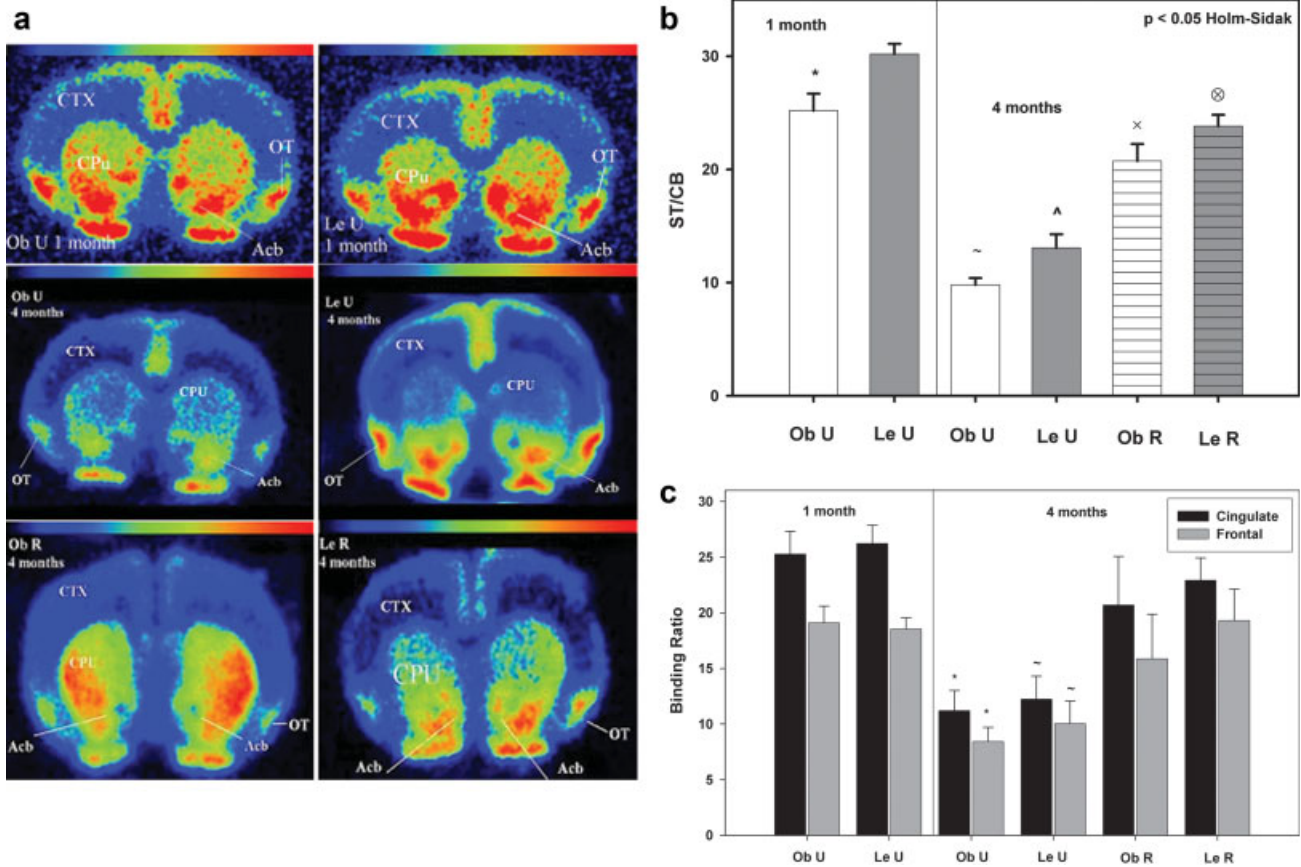 a
CTX
CPu
OT
Acb
Ob U 1 month
CTX
CPu
OT
Acb
Le U
1 month
Ob U
4 months
CTX
CPU
OT
Acb
Le U
4 months
CTX
CPU
OT
Acb
Ob R
4 months
CTX
CPU
OT
Acb
Acb
Le R
4 months
CTX
CPU
OT
Acb
Acb
b
1 month
p < 0.05 Holm-Sidak
4 months
*
~
^
×
⊗
ST/CB
30
20
10
0
Ob U Le U Ob U Le U Ob R Le R
c
1 month
4 months
Cingulate
Frontal
Binding Ratio
30
25
20
15
10
5
0
* * ~ ~
Ob U Le U Ob U Le U Ob R Le R